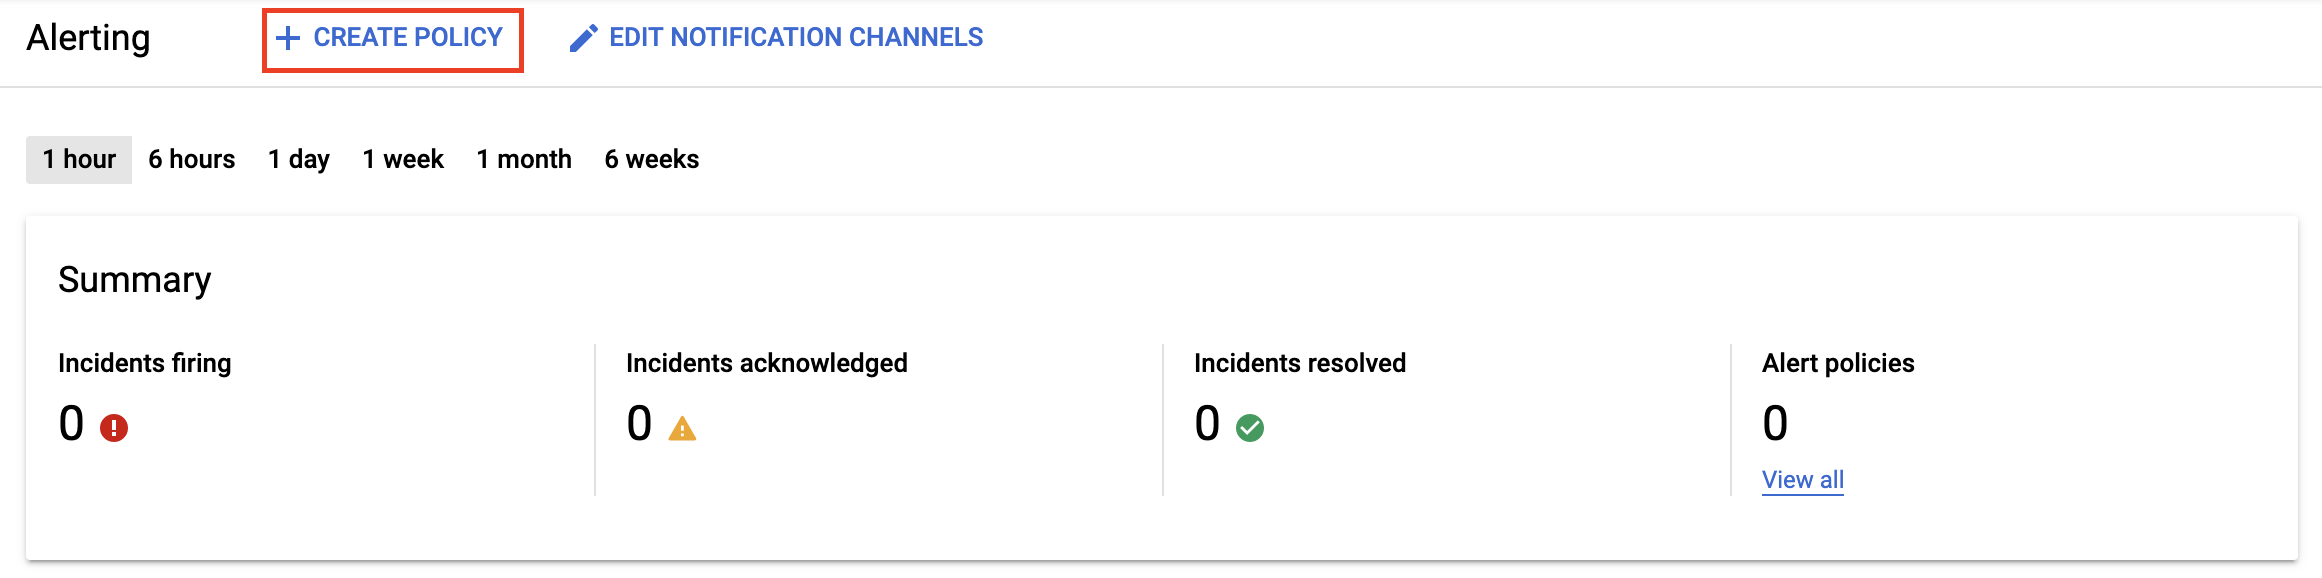 Alerting CREATE POLICY EDIT NOTIFICATION CHANNELS
1 hour 6 hours 1 day 1 week 1 month 6 weeks
Summary
Incidents firing Incidents acknowledged Incidents resolved Alert policies
0 0 0 0
View all